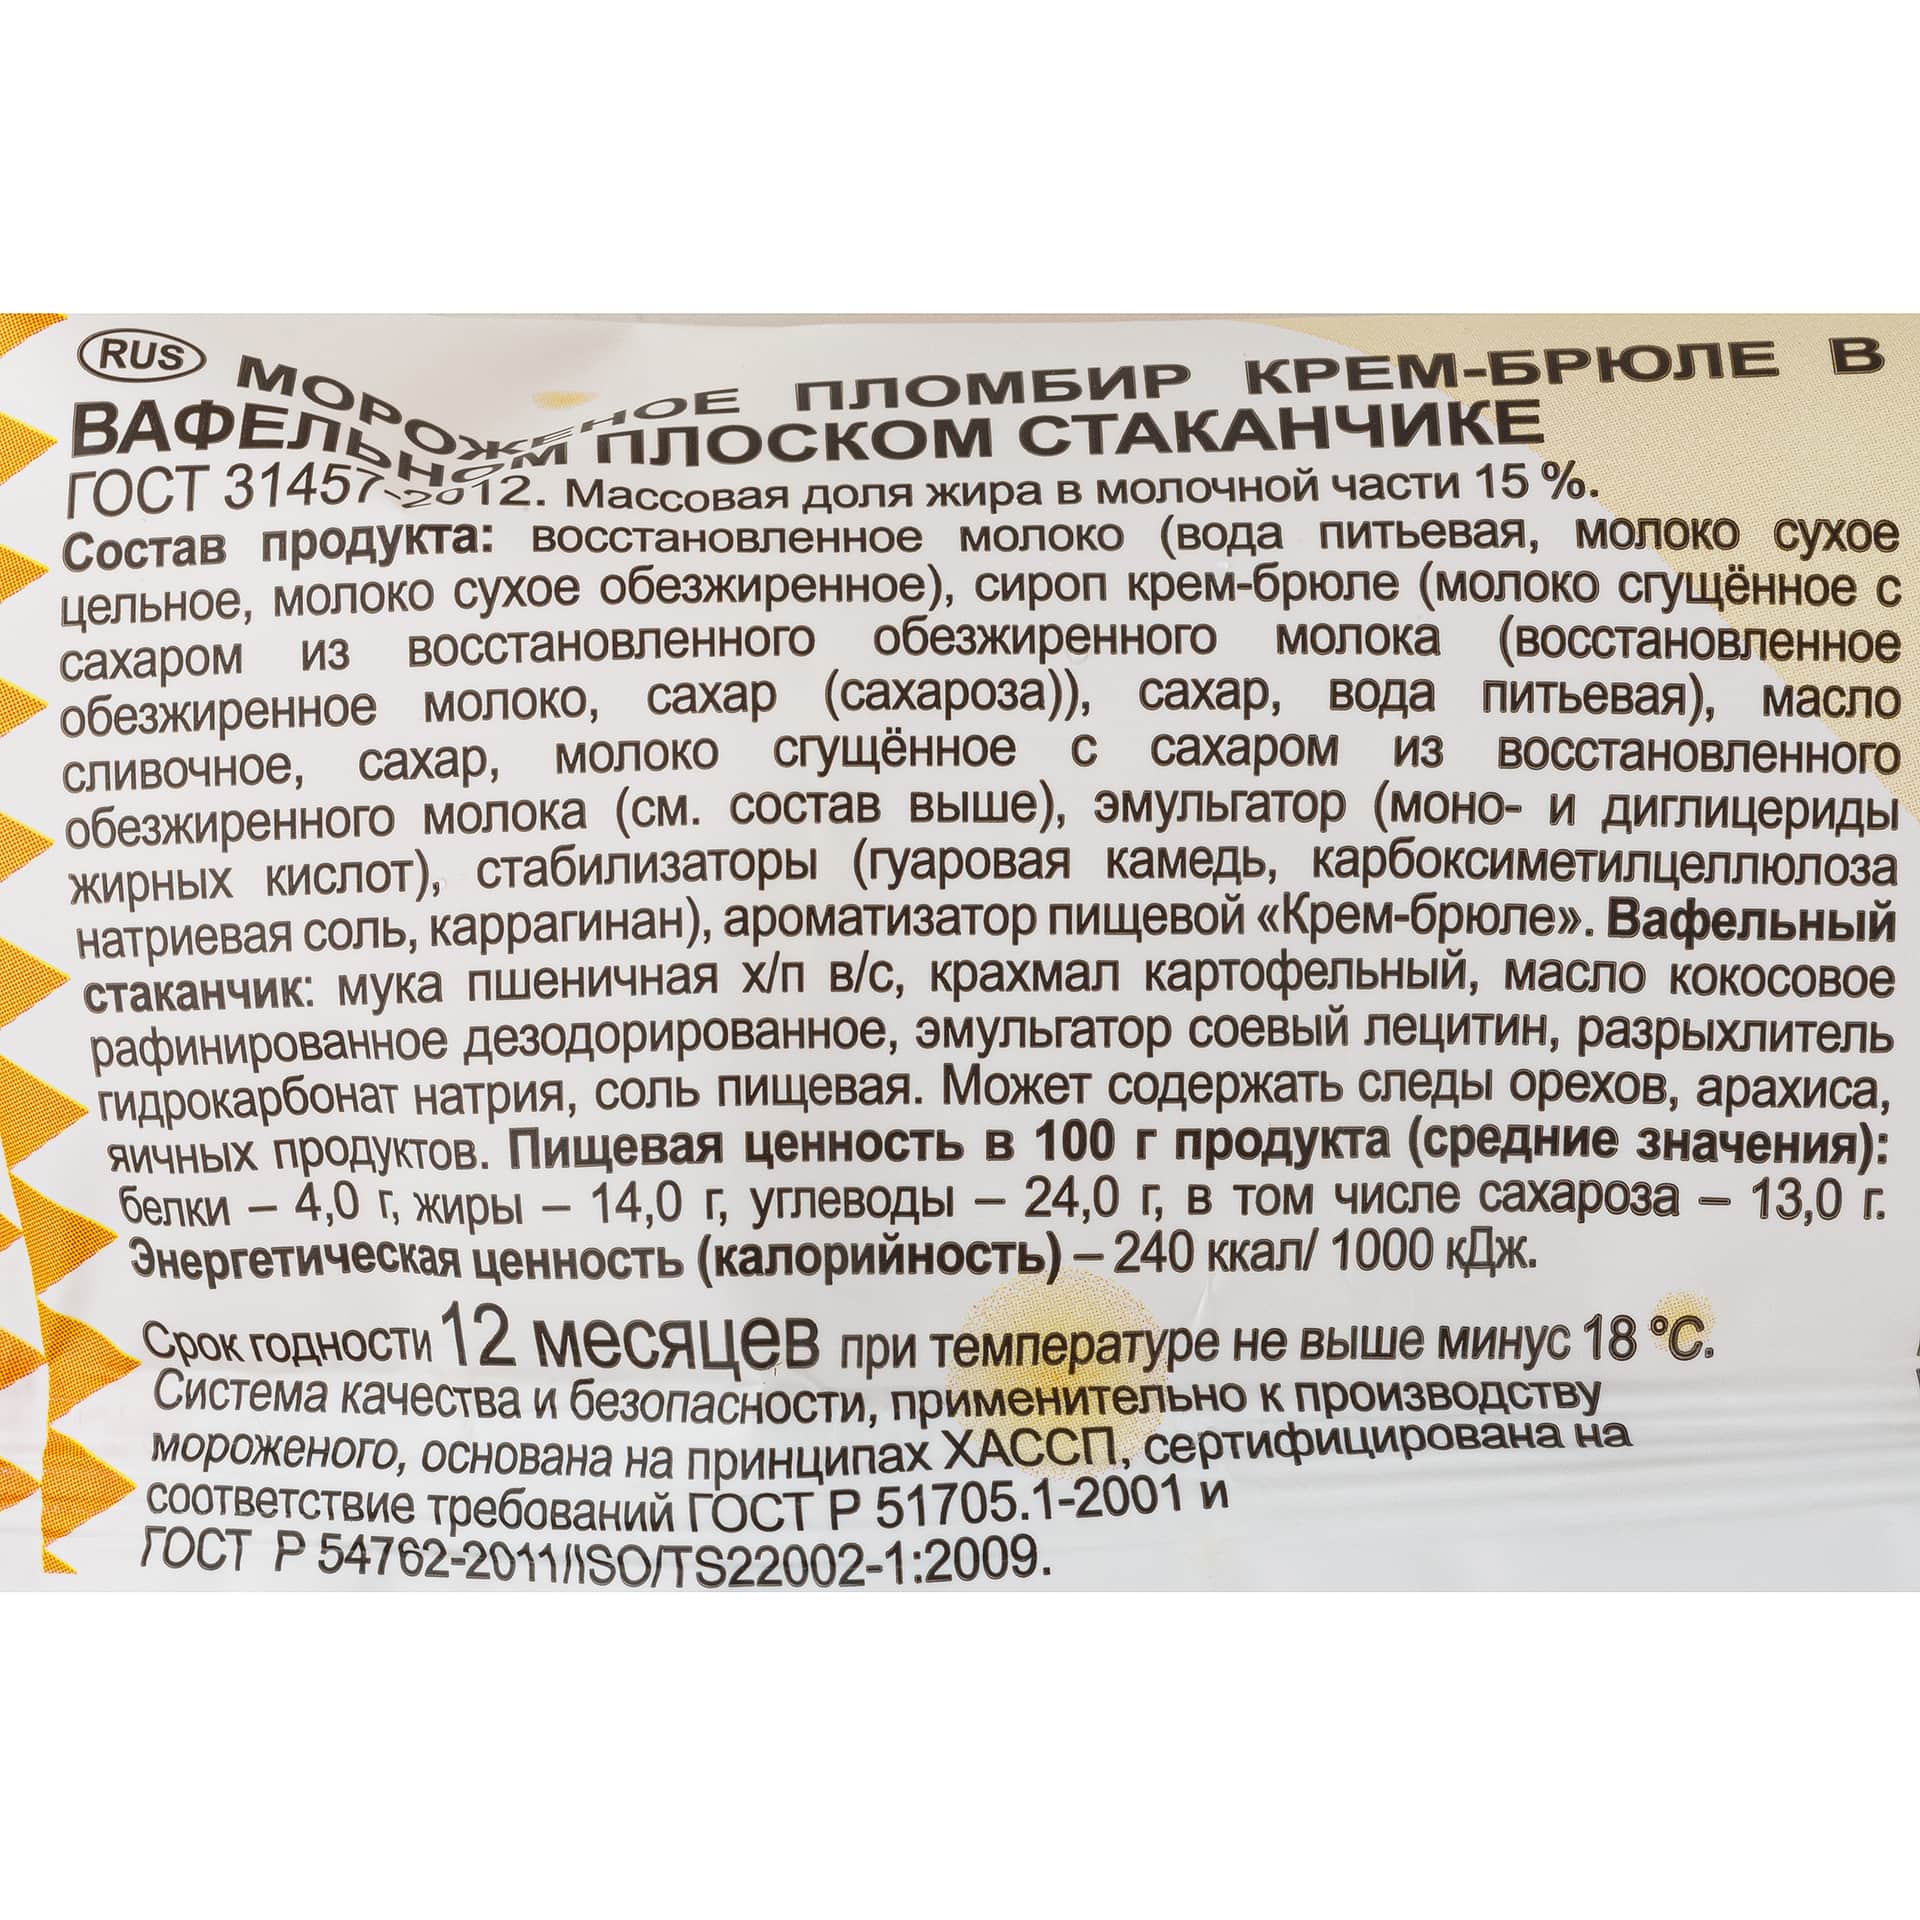 RUS МОРОЖЕНОЕ ПЛОМБИР КРЕМ-БРЮЛЕ В
ВАФЕЛЬНОМ ПЛОСКОМ СТАКАНЧИКЕ
ГОСТ 31457-2012. Массовая доля жира в молочной части 15 %.
Состав продукта: восстановленное молоко (вода питьевая, молоко сухое
цельное, молоко сухое обезжиренное), сироп крем-брюле (молоко сгущённое с
сахаром из восстановленного обезжиренного молока (восстановленное
обезжиренное молоко, сахар (сахароза)), сахар, вода питьевая), масло
сливочное, сахар, молоко сгущённое с сахаром из восстановленного
обезжиренного молока (см. состав выше), эмульгатор (моно- и диглицериды
жирных кислот), стабилизаторы (гуаровая камедь, карбоксиметилцеллюлоза
натриевая соль, каррагинан), ароматизатор пищевой «Крем-брюле». Вафельный
стаканчик: мука пшеничная х/п в/с, крахмал картофельный, масло кокосовое
рафинированное дезодорированное, эмульгатор соевый лецитин, разрыхлитель
гидрокарбонат натрия, соль пищевая. Может содержать следы орехов, арахиса,
яичных продуктов. Пищевая ценность в 100 г продукта (средние значения):
белки – 4,0 г, жиры – 14,0 г, углеводы – 24,0 г, в том числе сахароза – 13,0 г.
Энергетическая ценность (калорийность) – 240 ккал/ 1000 кДж.
Срок годности 12 месяцев при температуре не выше минус 18 °С.
Система качества и безопасности, применительно к производству
мороженого, основана на принципах ХАССП, сертифицирована на
соответствие требований ГОСТ Р 51705.1-2001 и
ГОСТ Р 54762-2011/ISO/TS22002-1:2009.